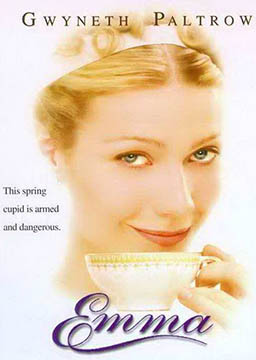 GWYNETH PALTROW
This spring
cupid is armed
and dangerous.
Emma